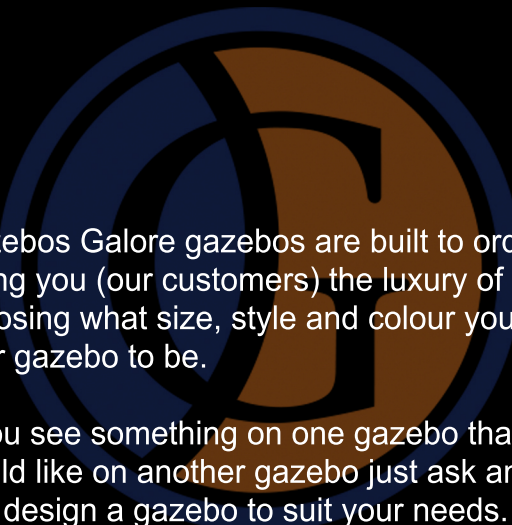 zebos Galore gazebos are built to ord
ng you (our customers) the luxury of
osing what size, style and colour you
r gazebo to be.
ou see something on one gazebo tha
ld like on another gazebo just ask an
design a gazebo to suit your needs.
G